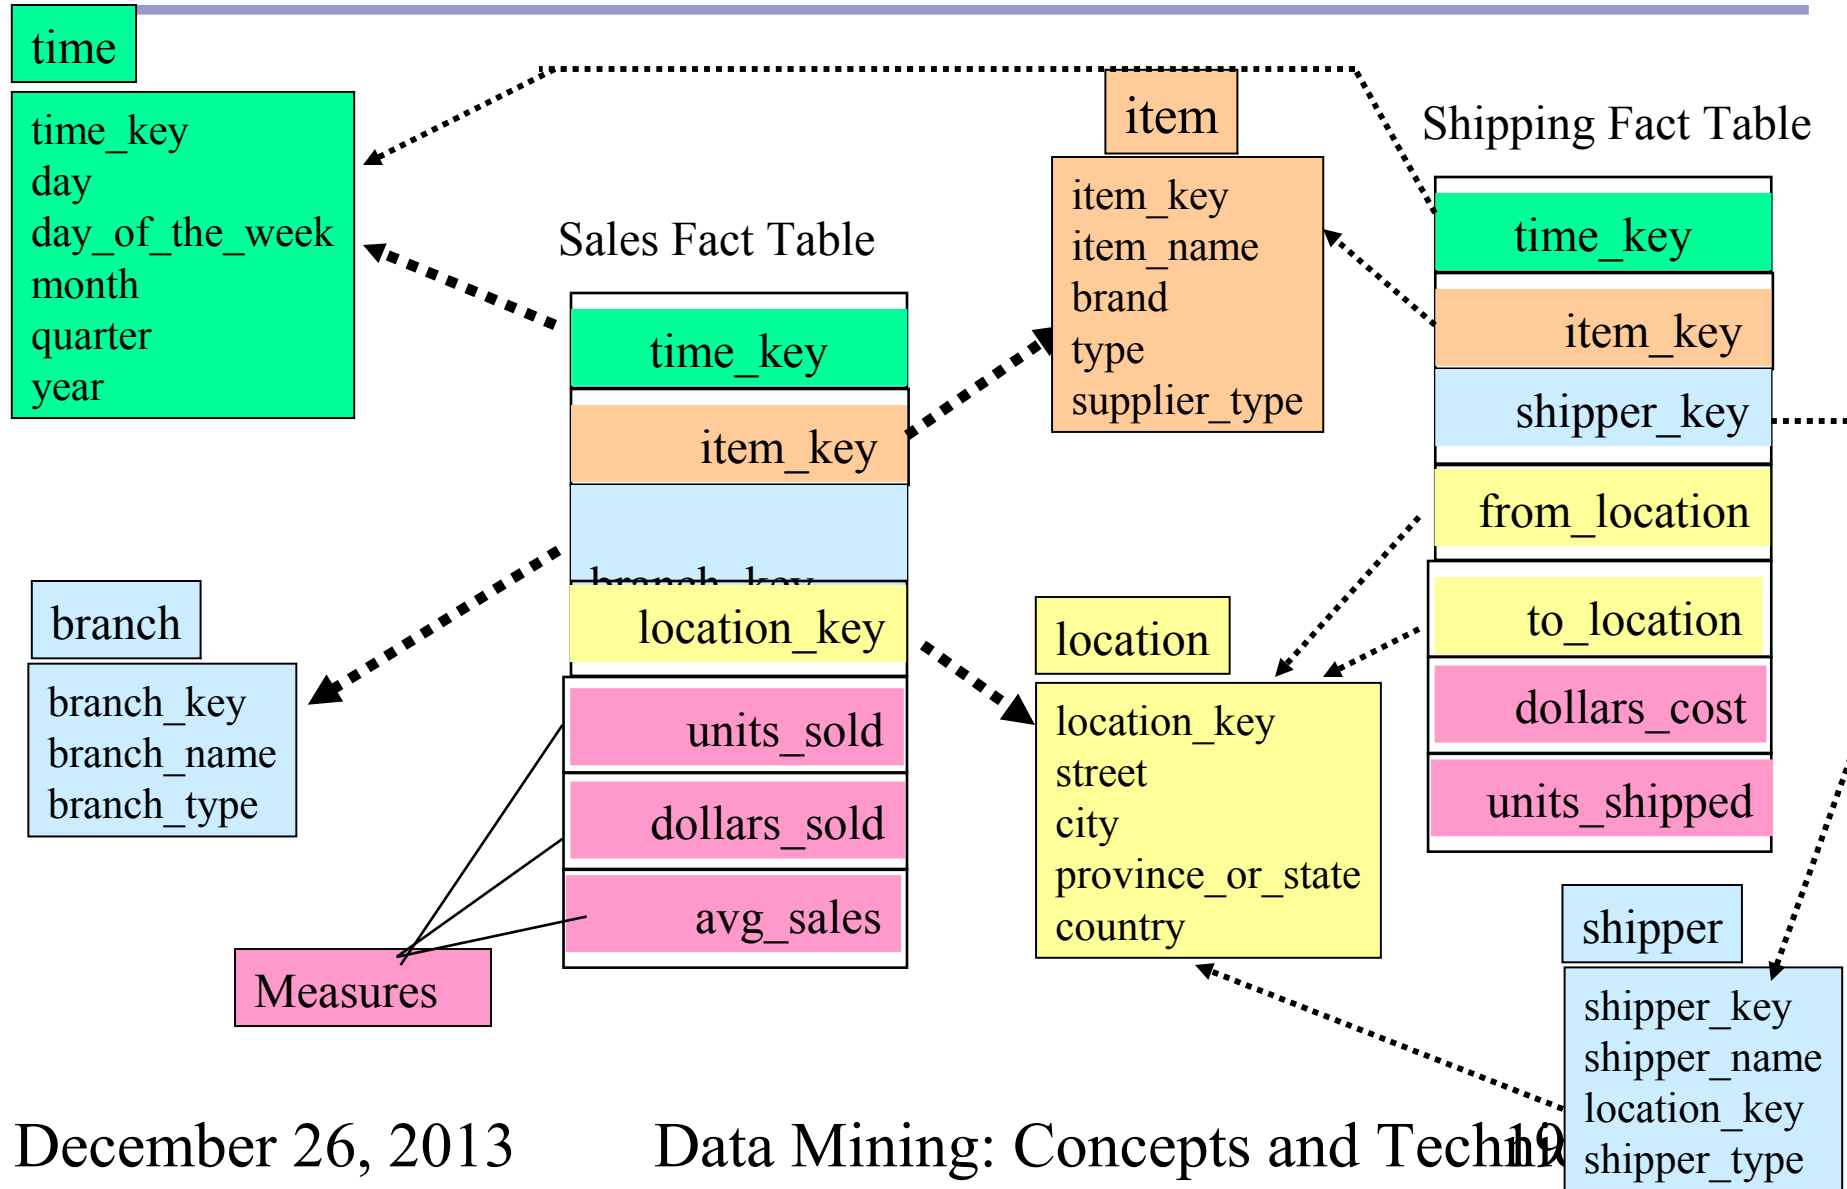 time
time_key
day
day_of_the_week
month
quarter
year
Sales Fact Table
time_key
item_key
branch_key
location_key
units_sold
dollars_sold
avg_sales
Measures
branch
branch_key
branch_name
branch_type
item
item_key
item_name
brand
type
supplier_type
location
location_key
street
city
province_or_state
country
Shipping Fact Table
time_key
item_key
shipper_key
from_location
to_location
dollars_cost
units_shipped
shipper
shipper_key
shipper_name
location_key
shipper_type
December 26, 2013
Data Mining: Concepts and
19